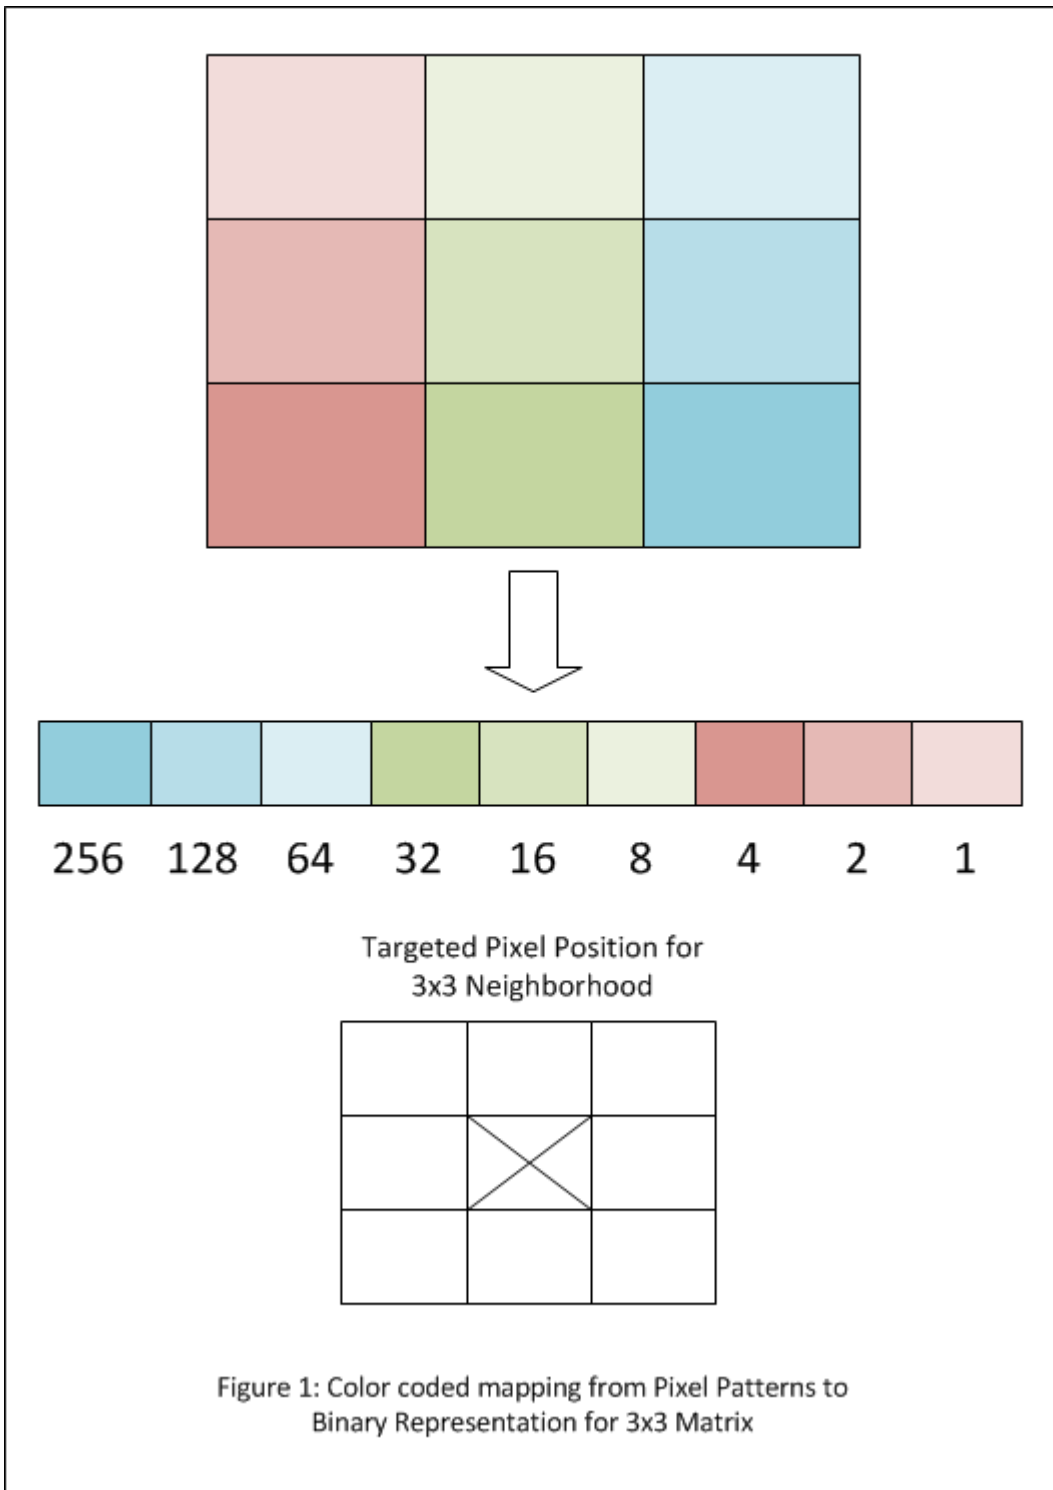 256 128 64 32 16 8 4 2 1
Targeted Pixel Position for
3x3 Neighborhood
Figure 1: Color coded mapping from Pixel Patterns to
Binary Representation for 3x3 Matrix